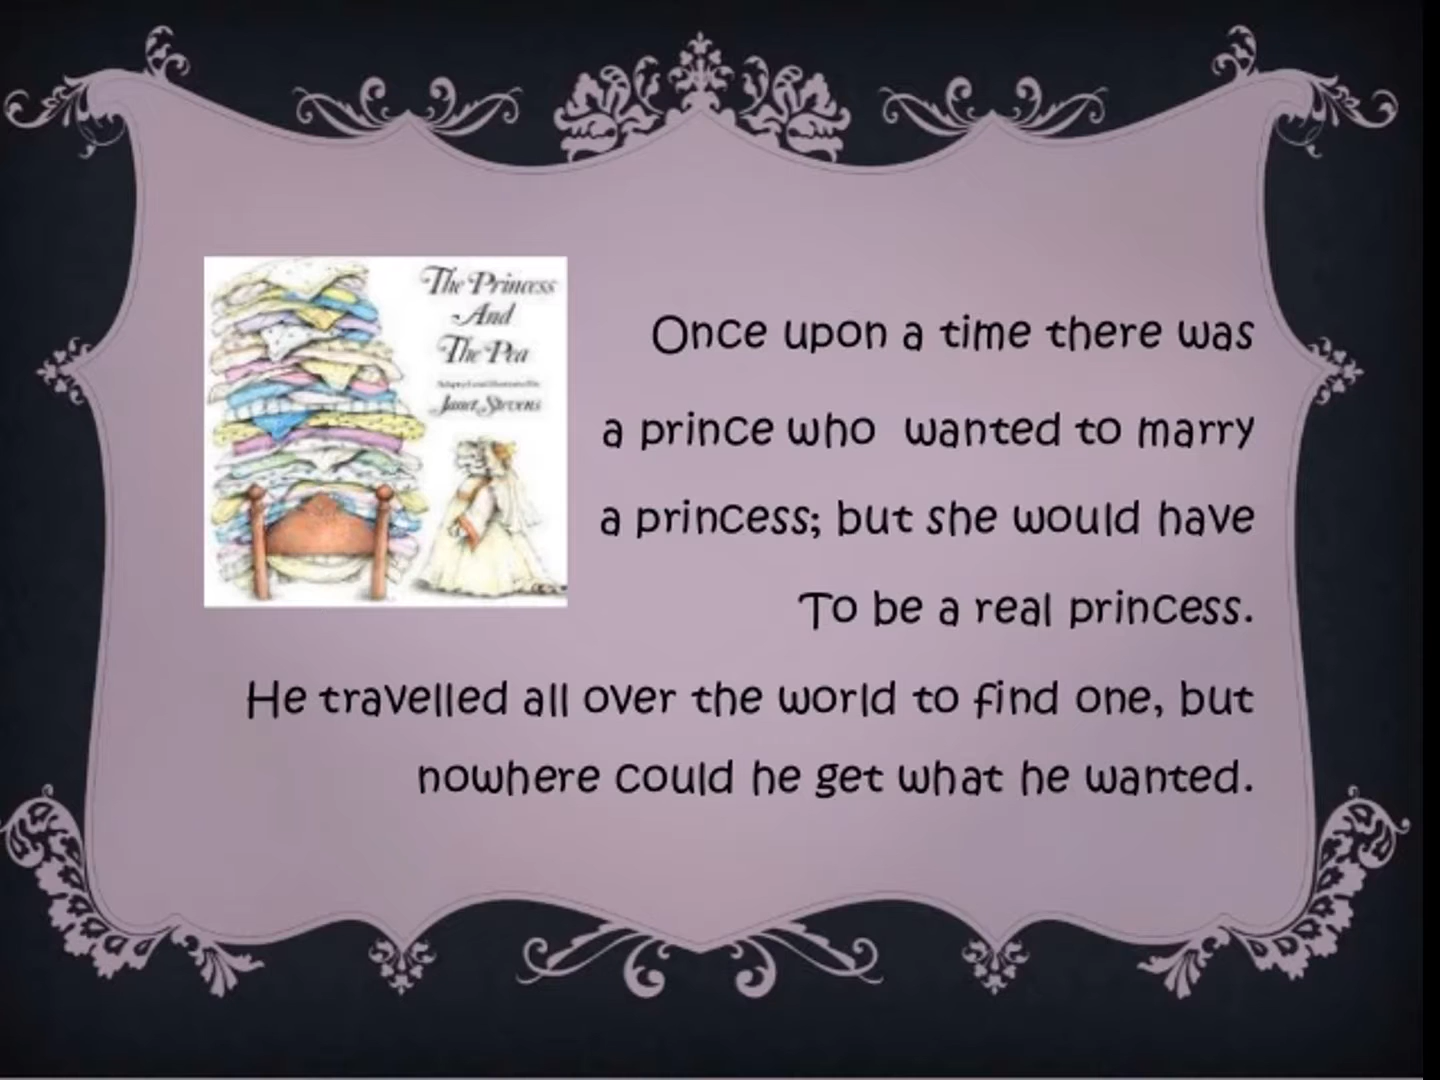 The Princess
And
The Pea
Janet Stevens
Once upon a time there was
a prince who wanted to marry
a princess; but she would have
To be a real princess.
He travelled all over the world to find one, but
nowhere could he get what he wanted.